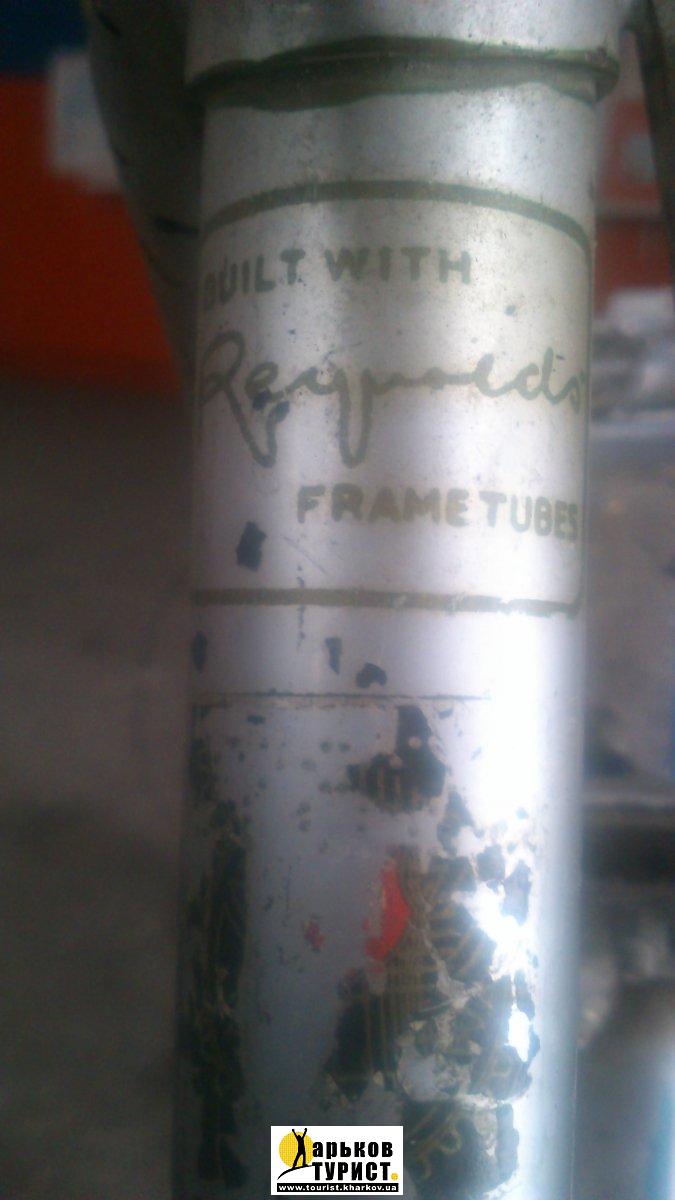 BUILT WITH
Reynolds
FRAME TUBES
Харьков
ТУРИСТ.
www.tourist.kharkov.ua